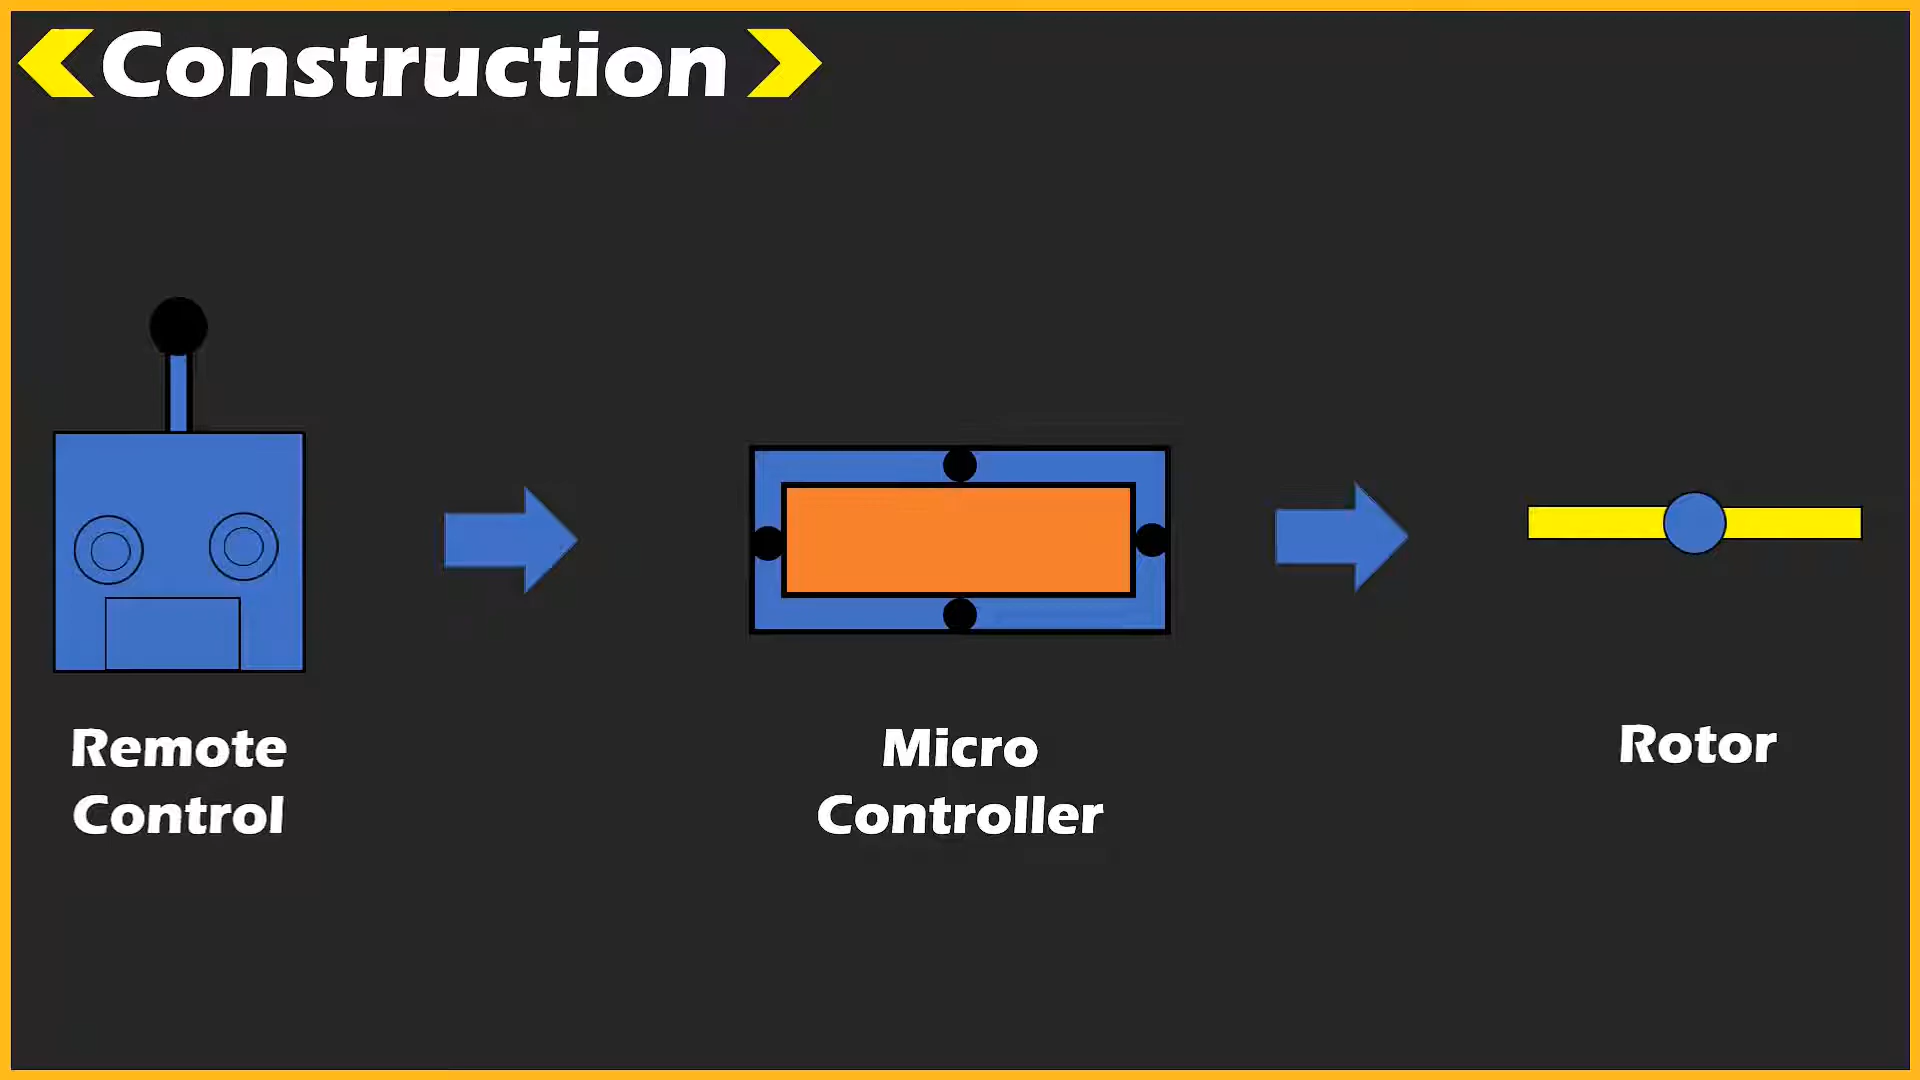 Construction
Remote
Control
Micro
Controller
Rotor